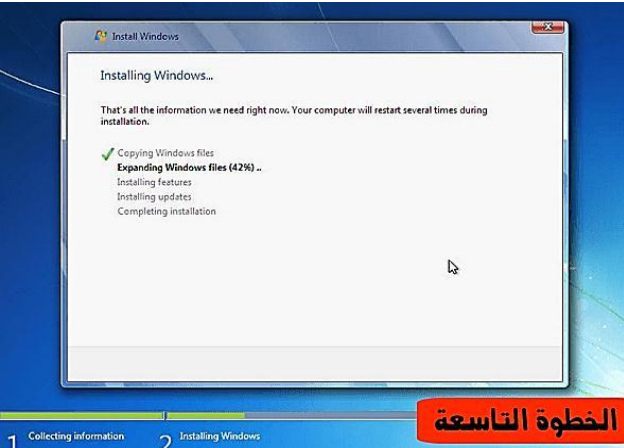 Install Windows
Installing Windows...
That's all the information we need right now. Your computer will restart several times during
installation.
Copying Windows files
Expanding Windows files (42%) ..
Installing features
Installing updates
Completing installation
الخطوة التاسعة
1 Collecting information
2 Installing Windows